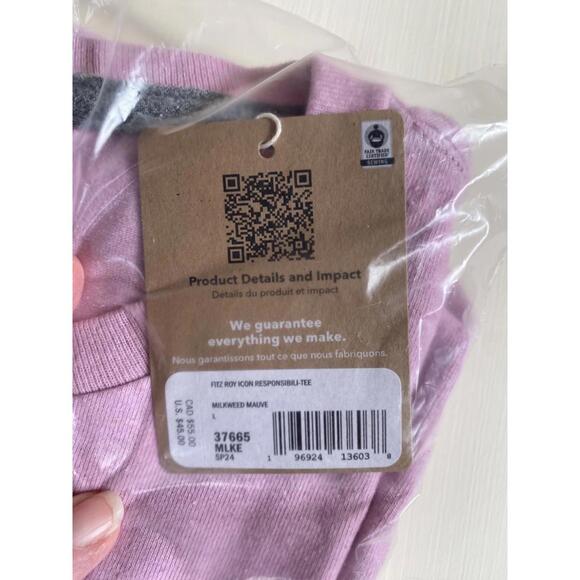 FAIR TRADE
CERTIFIED
SEWING
Product Details and Impact
Détails du produit et impact
We guarantee
everything we make.
Nous garantissons tout ce que nous fabriquons.
FITZ ROY ICON RESPONSIBILI-TEE
MILKWEED MAUVE
L
37665
MLKE
SP24
CAD $55.00
U.S. $45.00
1 96924 13603 8